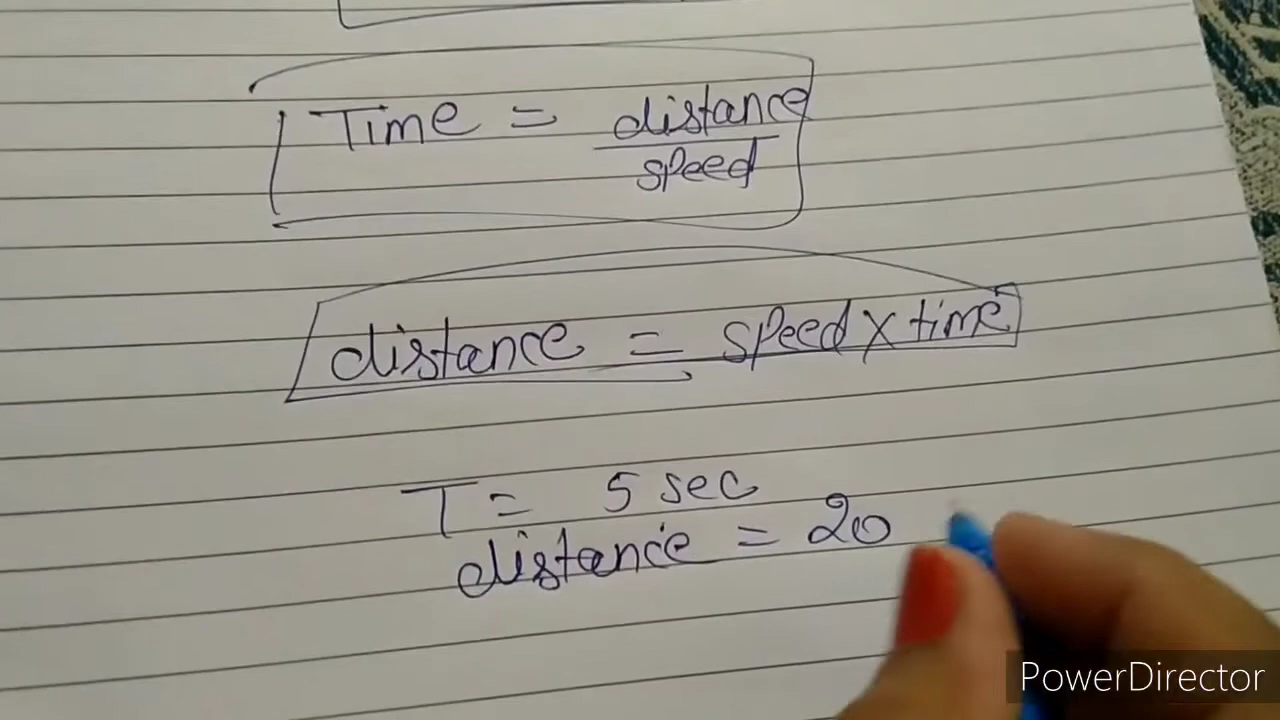 Time = distance
speed
distance = speed x time
T = 5 sec
distance = 20
PowerDirector